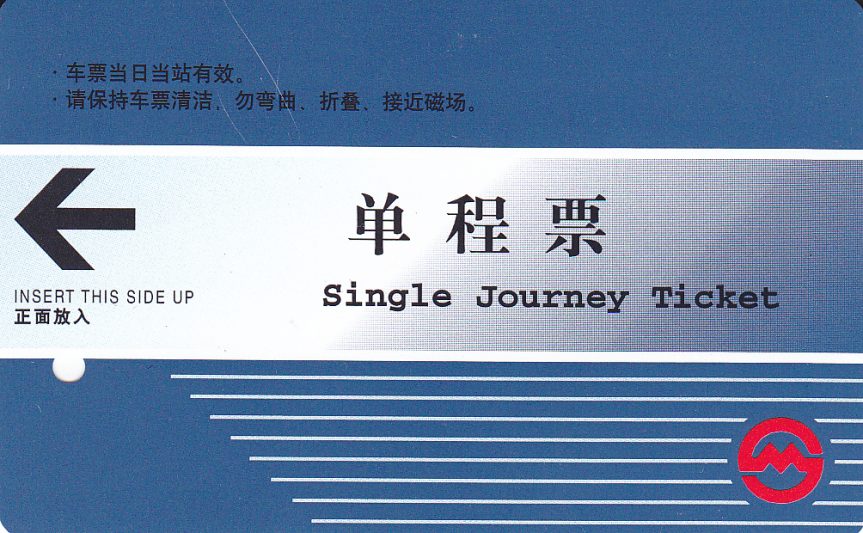 · 车票当日当站有效。
· 请保持车票清洁、勿弯曲、折叠、接近磁场。
单程票
Single Journey Ticket
INSERT THIS SIDE UP
正面放入